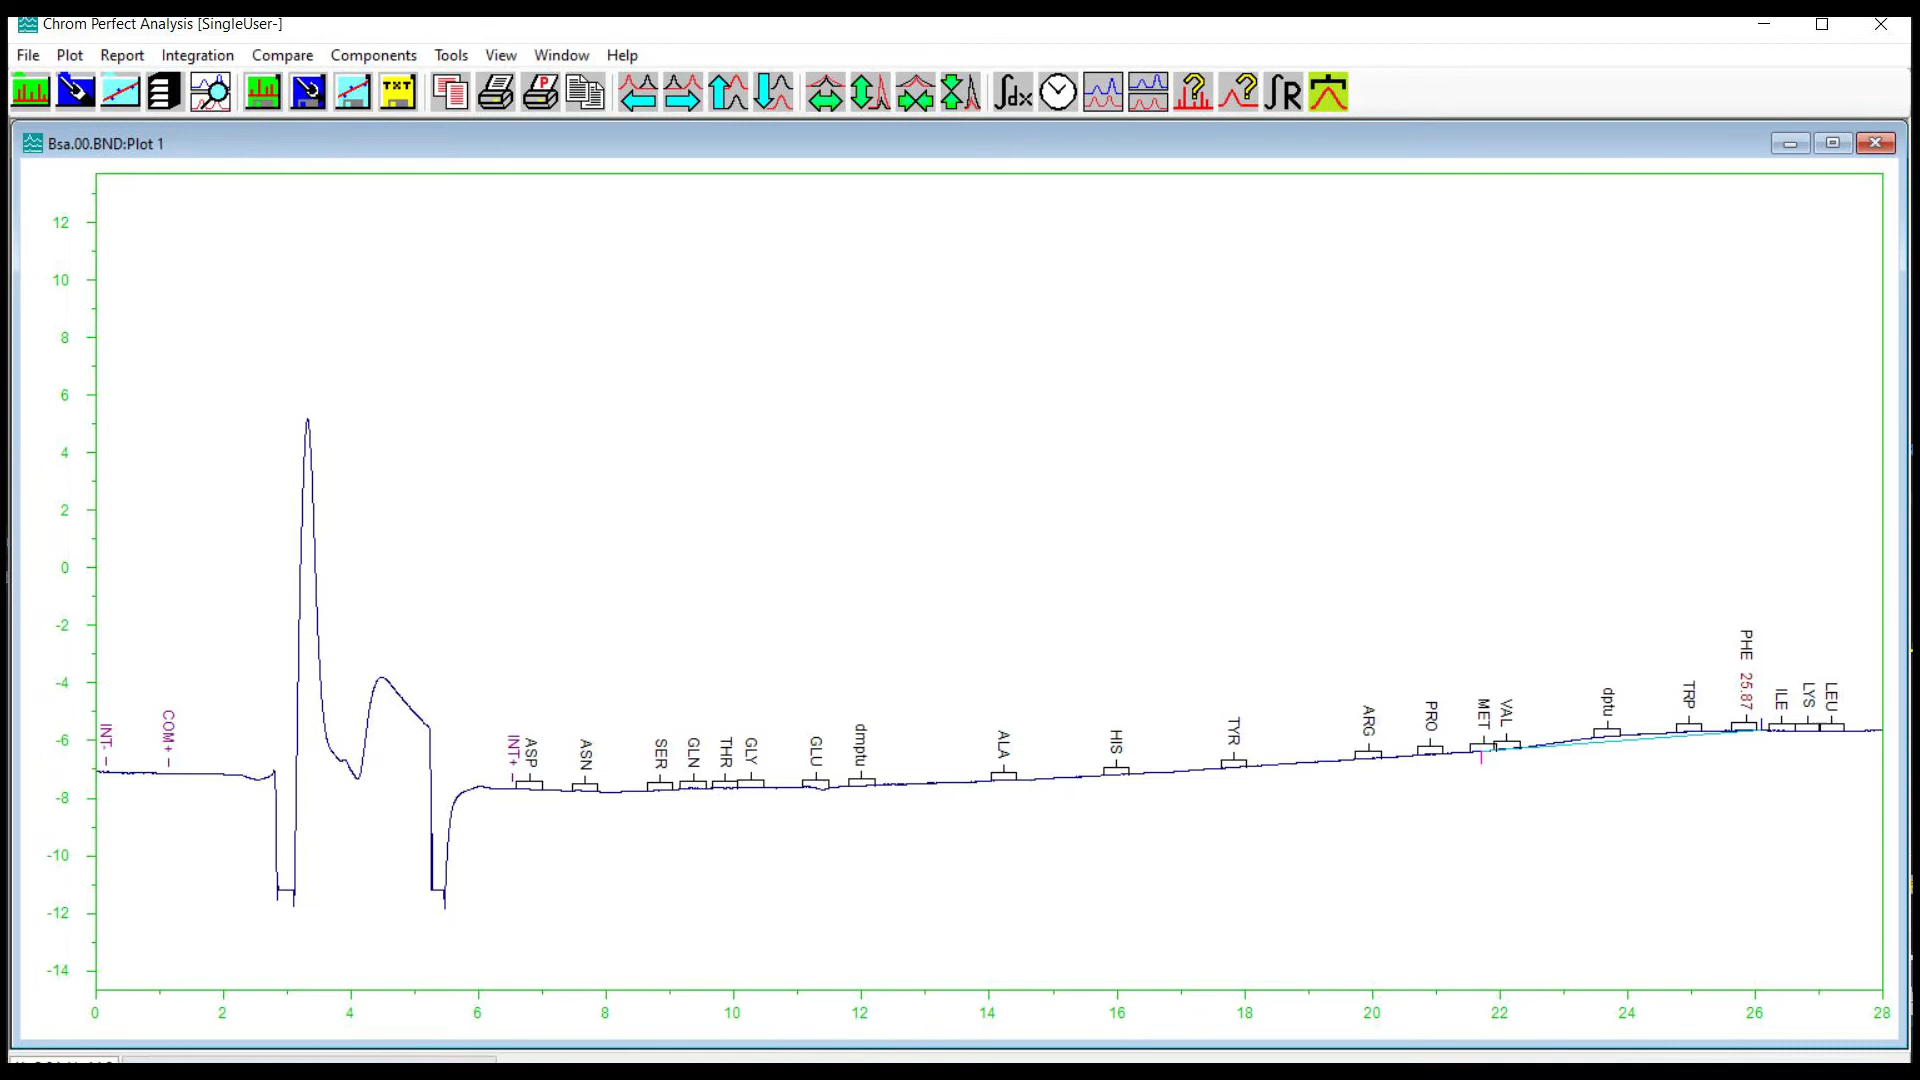 Chrom Perfect Analysis [SingleUser-]
File Plot Report Integration Compare Components Tools View Window Help
TXT P ∫dx ? ? ∫R
Bsa.00.BND:Plot 1
12
10
8
6
4
2
0
-2
-4
-6
-8
-10
-12
-14
INT-
COM+
INT+
ASP
ASN
SER
GLN
THR
GLY
GLU
dmptu
ALA
HIS
TYR
ARG
PRO
MET
VAL
dptu
TRP
PHE 25.87
ILE
LYS
LEU
0 2 4 6 8 10 12 14 16 18 20 22 24 26 28